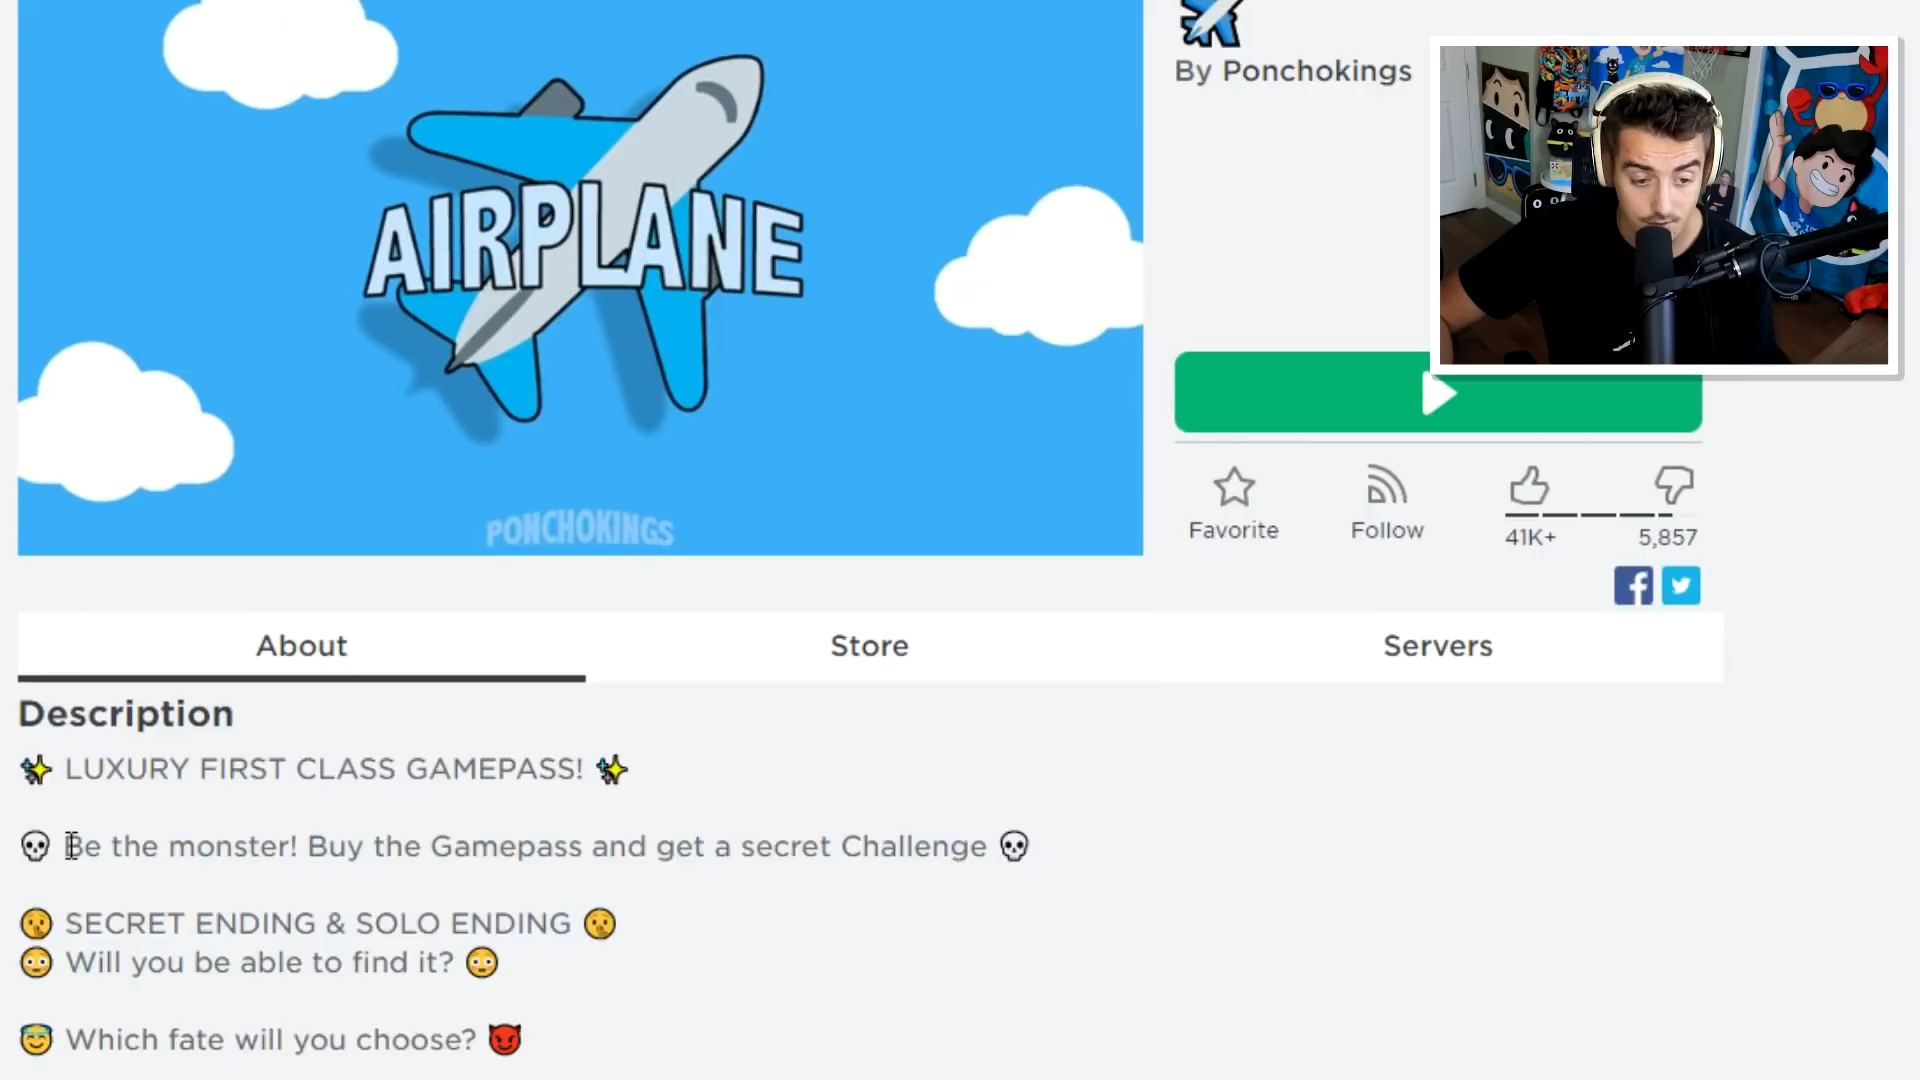 AIRPLANE
PONCHOKINGS
By Ponchokings
Favorite
Follow
41K+
5,857
About
Store
Servers
Description
✨ LUXURY FIRST CLASS GAMEPASS! ✨
💀 Be the monster! Buy the Gamepass and get a secret Challenge 💀
🤫 SECRET ENDING & SOLO ENDING 🤫
😳 Will you be able to find it? 😳
😇 Which fate will you choose? 😈